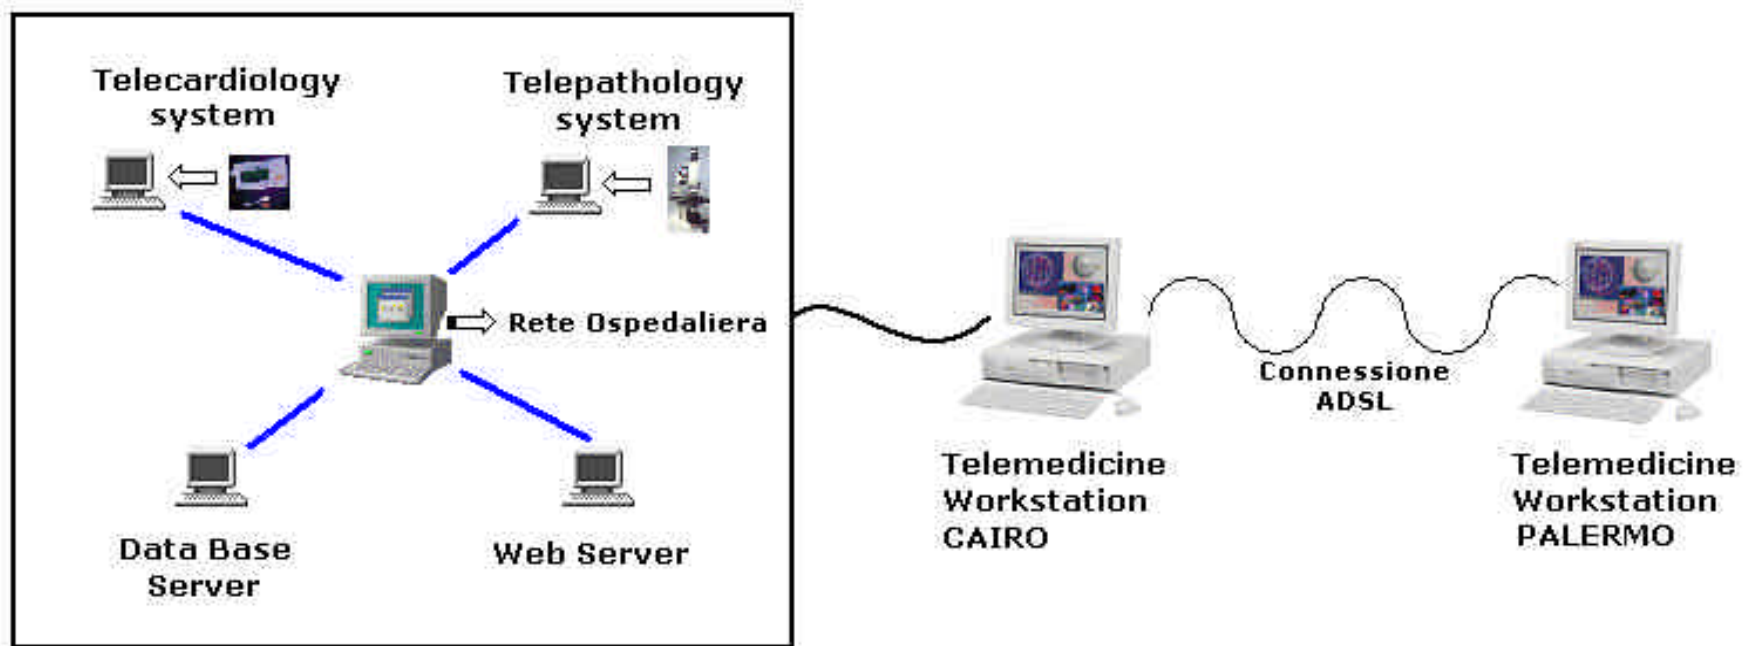 Telecardiology
system
Telepathology
system
Rete Ospedaliera
Data Base
Server
Web Server
Connessione
ADSL
Telemedicine
Workstation
CAIRO
Telemedicine
Workstation
PALERMO